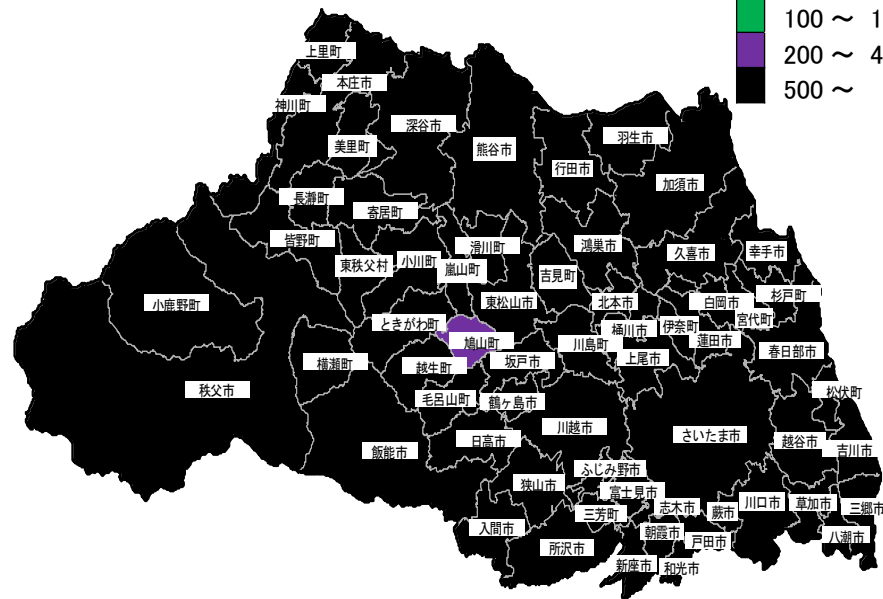 100 ～ 1
200 ～ 4
500 ～
上里町
本庄市
神川町
深谷市
美里町
熊谷市
羽生市
行田市
加須市
長瀞町
寄居町
皆野町
東秩父村
小川町
滑川町
嵐山町
吉見町
鴻巣市
久喜市
幸手市
小鹿野町
東松山市
北本市
白岡市
杉戸町
ときがわ町
鳩山町
川島町
桶川市
伊奈町
宮代町
蓮田市
上尾市
春日部市
横瀬町
越生町
坂戸市
秩父市
毛呂山町
鶴ヶ島市
松伏町
川越市
さいたま市
越谷市
吉川市
飯能市
日高市
ふじみ野市
狭山市
富士見市
三芳町
志木市
蕨市
川口市
草加市
三郷市
入間市
朝霞市
戸田市
八潮市
所沢市
新座市
和光市